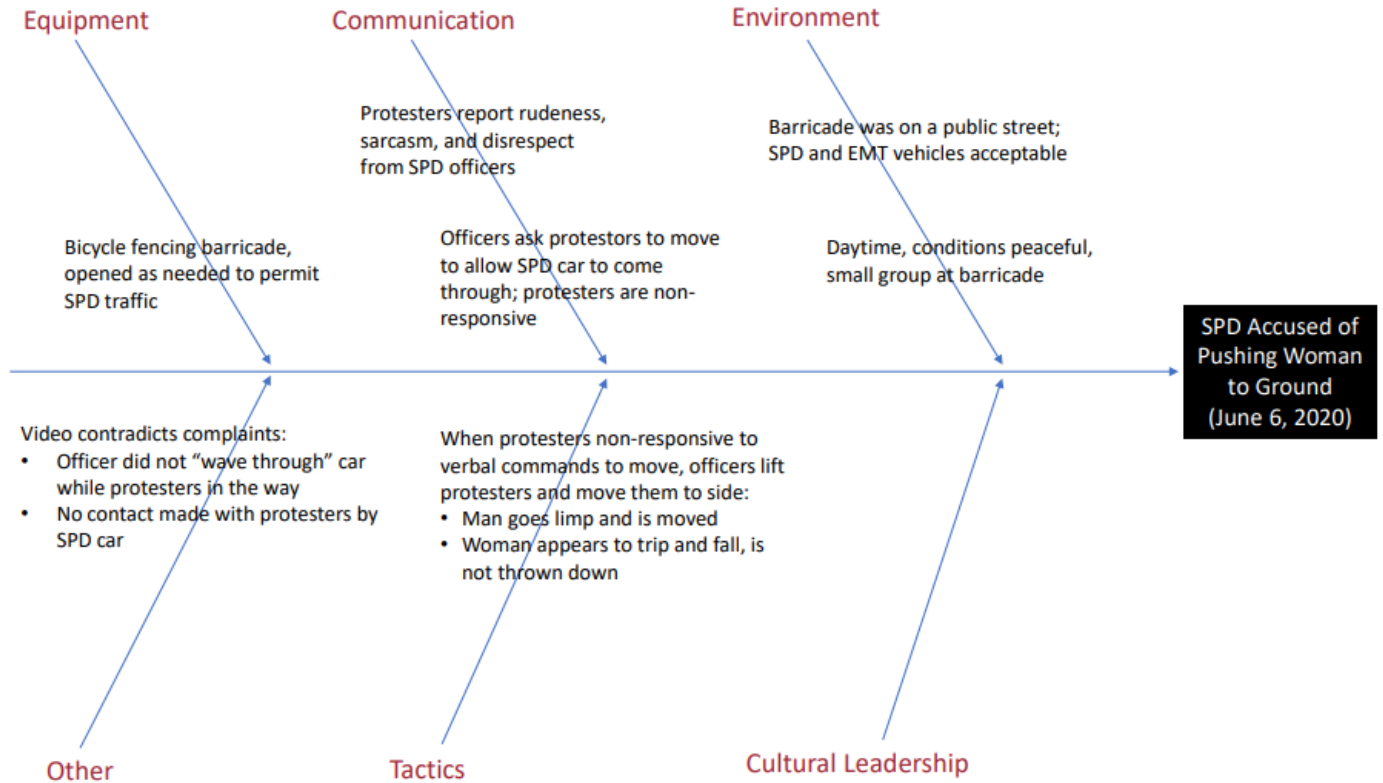 Equipment
Communication
Environment
Protesters report rudeness,
sarcasm, and disrespect
from SPD officers
Barricade was on a public street;
SPD and EMT vehicles acceptable
Bicycle fencing barricade,
opened as needed to permit
SPD traffic
Officers ask protestors to move
to allow SPD car to come
through; protesters are non-
responsive
Daytime, conditions peaceful,
small group at barricade
SPD Accused of
Pushing Woman
to Ground
(June 6, 2020)
Video contradicts complaints:
• Officer did not “wave through” car
while protesters in the way
• No contact made with protesters by
SPD car
When protesters non-responsive to
verbal commands to move, officers lift
protesters and move them to side:
• Man goes limp and is moved
• Woman appears to trip and fall, is
not thrown down
Other
Tactics
Cultural Leadership